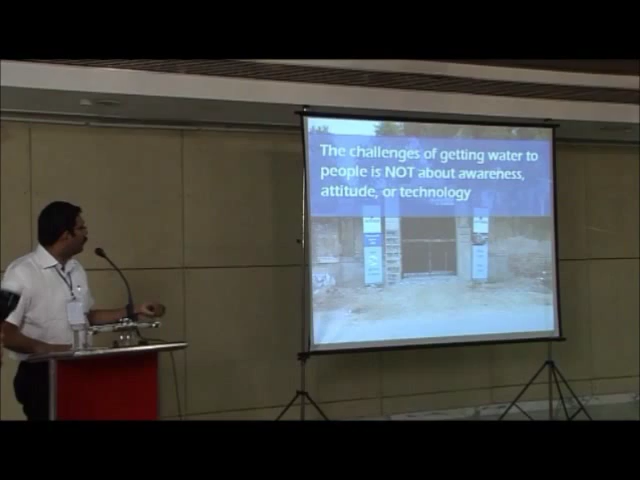 The challenges of getting water to
people is NOT about awareness,
attitude, or technology